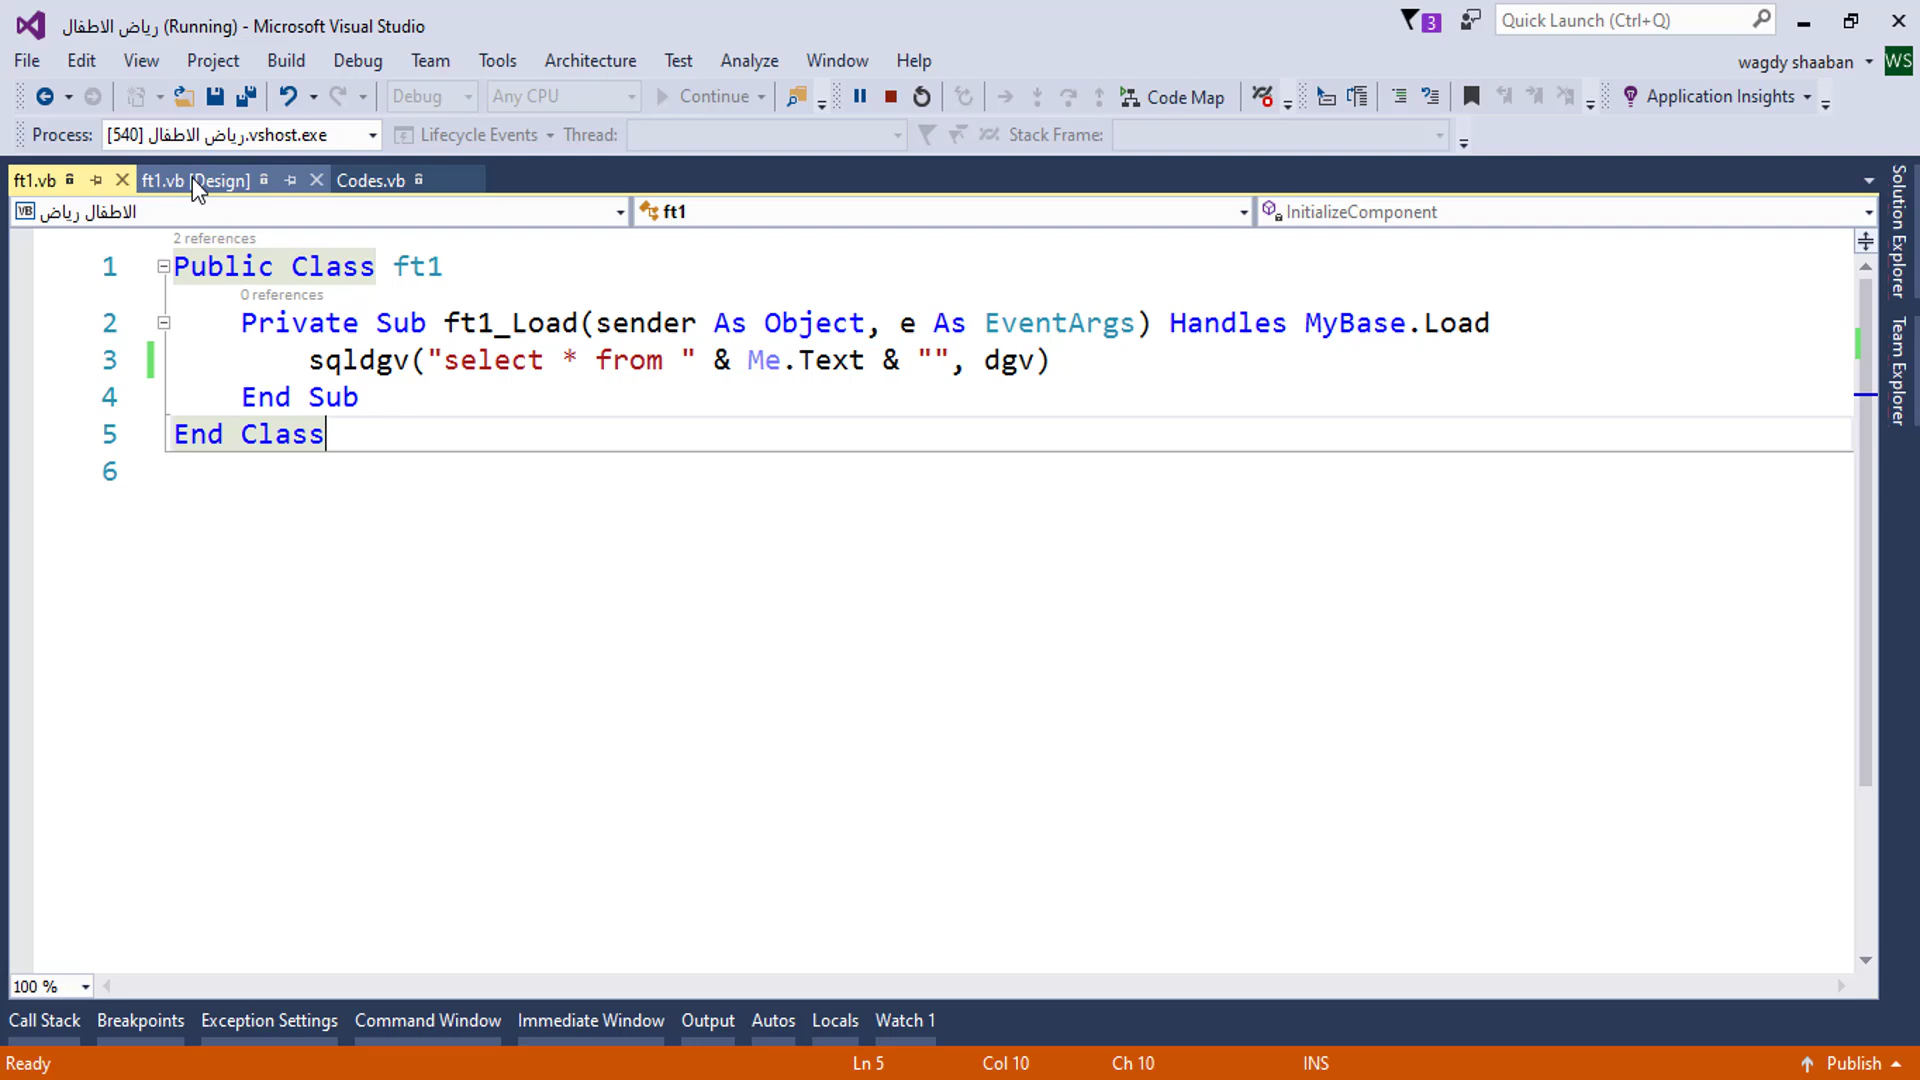 رياض الاطفال (Running) - Microsoft Visual Studio
3
Quick Launch (Ctrl+Q)
File Edit View Project Build Debug Team Tools Architecture Test Analyze Window Help
wagdy shaaban
WS
Debug Any CPU Continue Code Map Application Insights
Process: [540] رياض الاطفال.vshost.exe Lifecycle Events Thread: Stack Frame:
ft1.vb ft1.vb [Design] Codes.vb
VB الاطفال رياض ft1 InitializeComponent
2 references
1 Public Class ft1
0 references
2 Private Sub ft1_Load(sender As Object, e As EventArgs) Handles MyBase.Load
3 sqldgv("select * from " & Me.Text & "", dgv)
4 End Sub
5 End Class
6
Solution Explorer
Team Explorer
100 %
Call Stack Breakpoints Exception Settings Command Window Immediate Window Output Autos Locals Watch 1
Ready Ln 5 Col 10 Ch 10 INS Publish